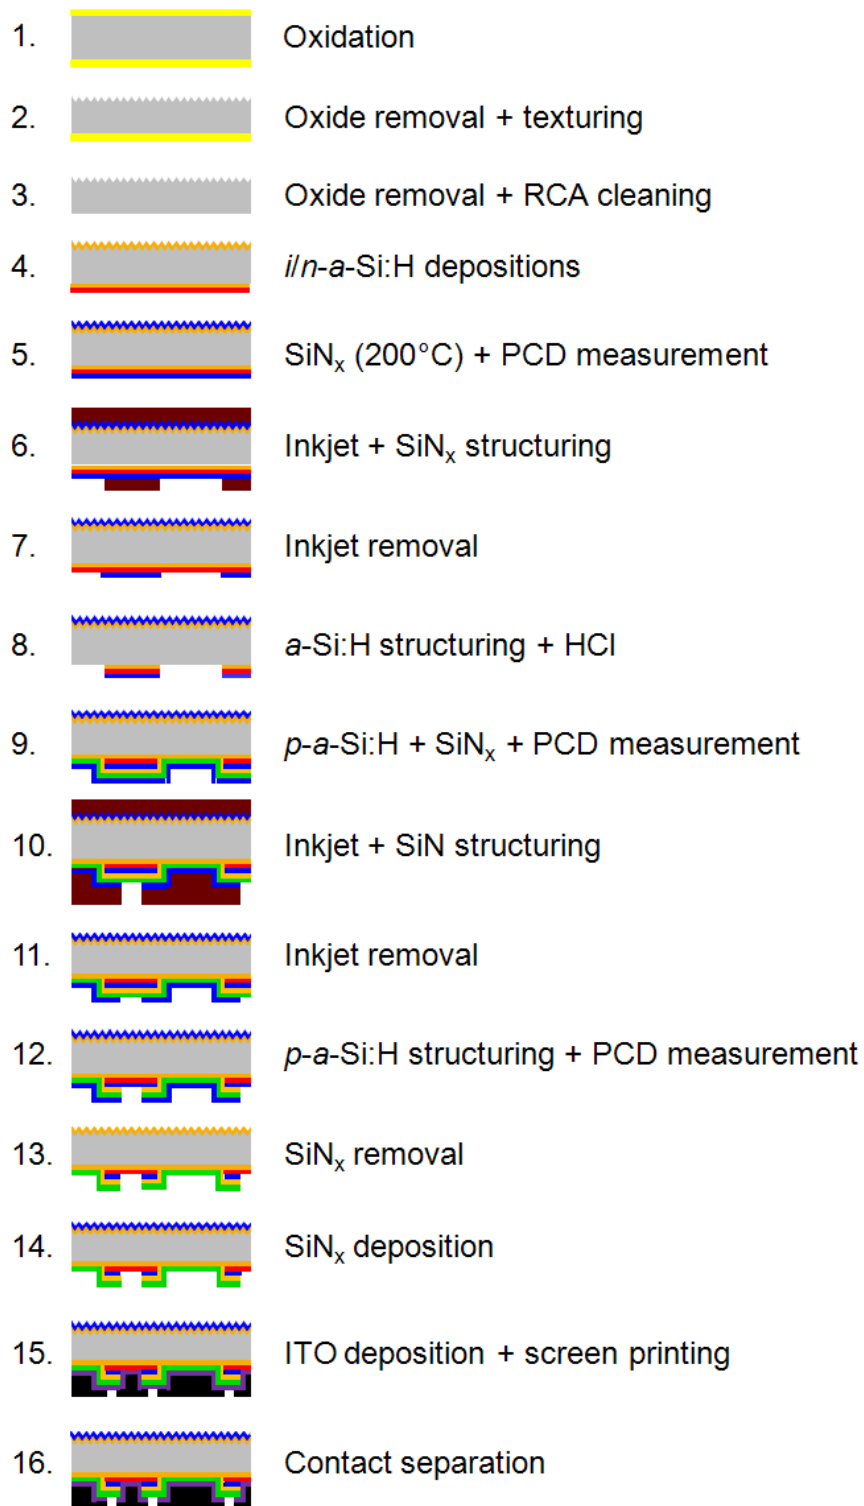 1. Oxidation
2. Oxide removal + texturing
3. Oxide removal + RCA cleaning
4. i/n-a-Si:H depositions
5. SiNx (200°C) + PCD measurement
6. Inkjet + SiNx structuring
7. Inkjet removal
8. a-Si:H structuring + HCl
9. p-a-Si:H + SiNx + PCD measurement
10. Inkjet + SiN structuring
11. Inkjet removal
12. p-a-Si:H structuring + PCD measurement
13. SiNx removal
14. SiNx deposition
15. ITO deposition + screen printing
16. Contact separation